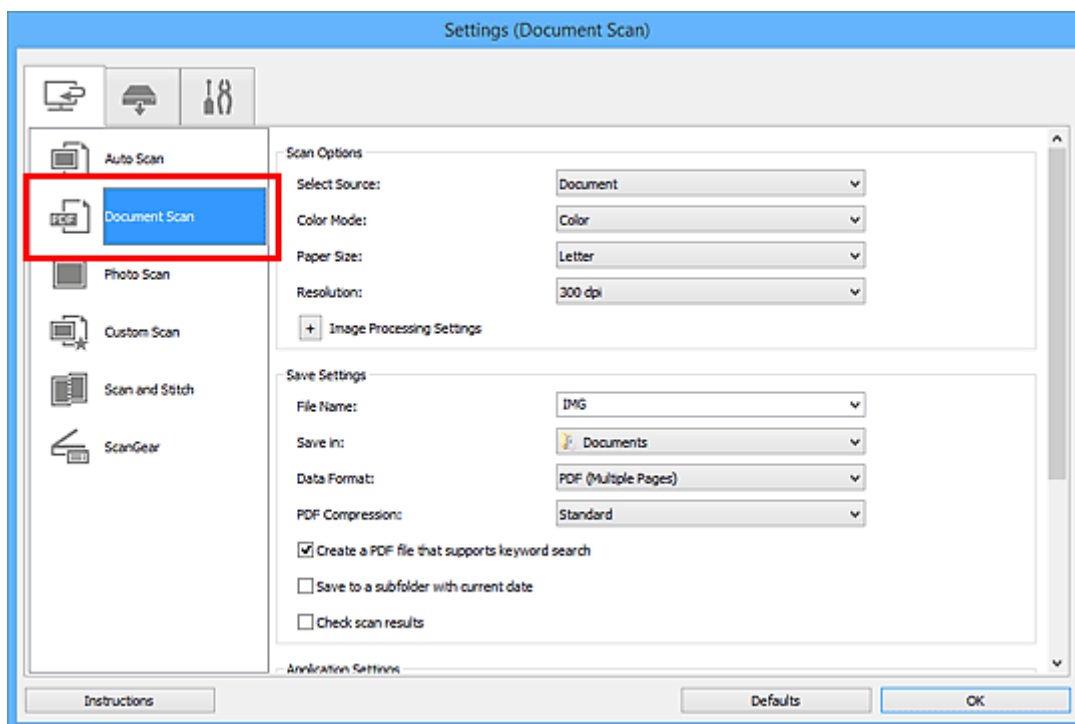 Settings (Document Scan)
Auto Scan
PDF
Document Scan
Photo Scan
Custom Scan
Scan and Stitch
ScanGear
Scan Options
Select Source: Document
Color Mode: Color
Paper Size: Letter
Resolution: 300 dpi
+ Image Processing Settings
Save Settings
File Name: IMG
Save in: Documents
Data Format: PDF (Multiple Pages)
PDF Compression: Standard
Create a PDF file that supports keyword search
Save to a subfolder with current date
Check scan results
Application Settings
Instructions Defaults OK